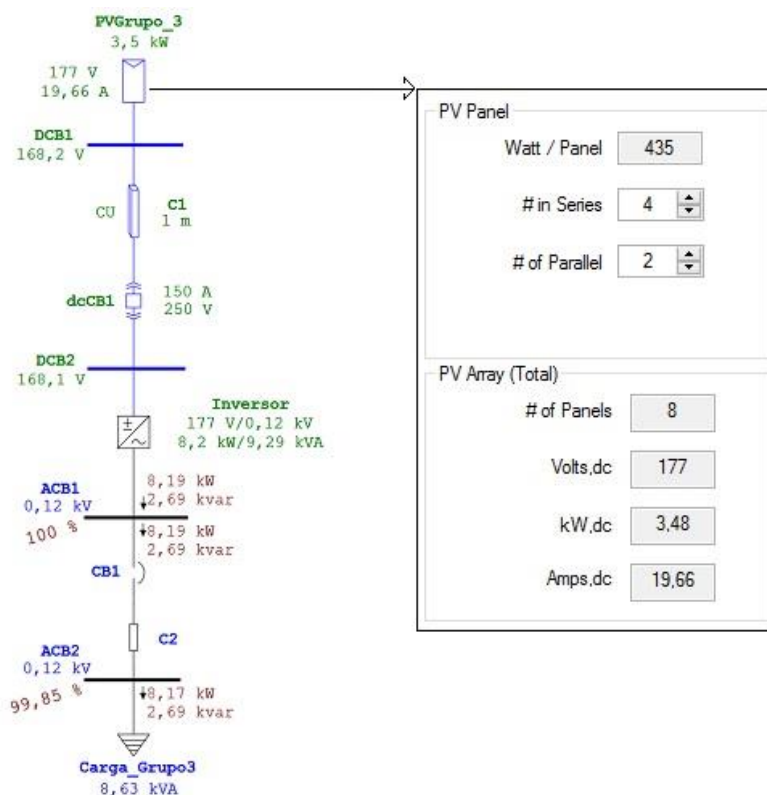 PVGrupo_3
3,5 kW
177 V
19,66 A
DCB1
168,2 V
CU
C1
1 m
dcCB1
150 A
250 V
DCB2
168,1 V
Inversor
177 V/0,12 kV
8,2 kW/9,29 kVA
ACB1
0,12 kV
100 %
8,19 kW
2,69 kvar
8,19 kW
2,69 kvar
CB1
C2
ACB2
0,12 kV
99,85 %
8,17 kW
2,69 kvar
Carga_Grupo3
8,63 kVA
PV Panel
Watt / Panel 435
# in Series 4
# of Parallel 2
PV Array (Total)
# of Panels 8
Volts,dc 177
kW,dc 3,48
Amps,dc 19,66